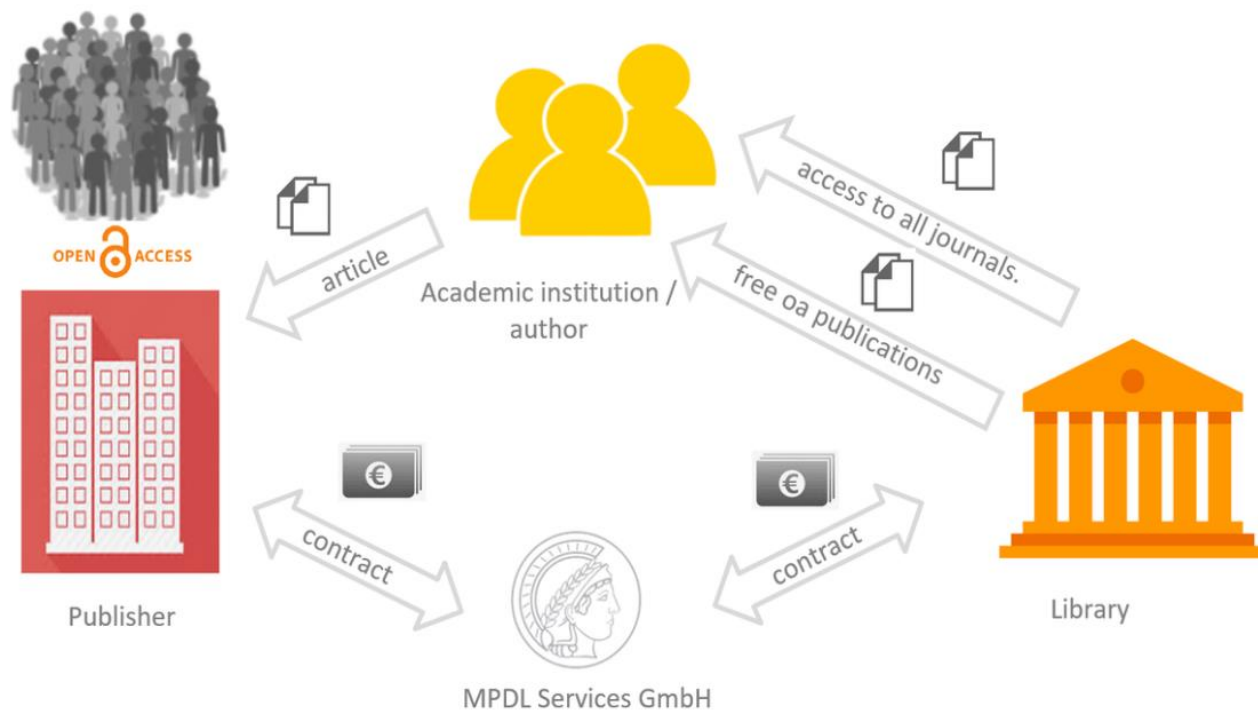 OPEN ACCESS
article
Academic institution /
author
access to all journals.
free oa publications
€
€
contract
contract
Publisher
Library
MPDL Services GmbH